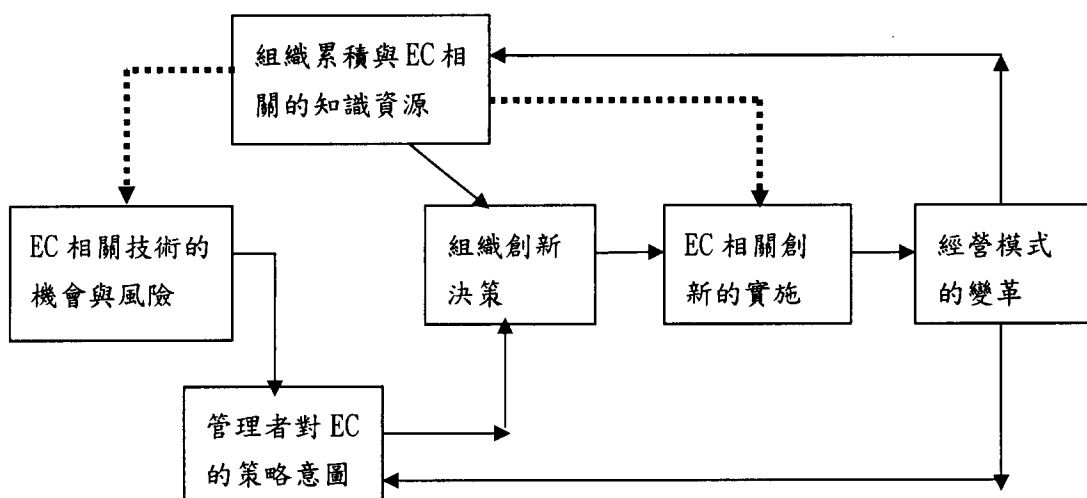 組織累積與EC相
關的知識資源
EC相關技術的
機會與風險
組織創新
決策
EC相關創
新的實施
經營模式
的變革
管理者對EC
的策略意圖